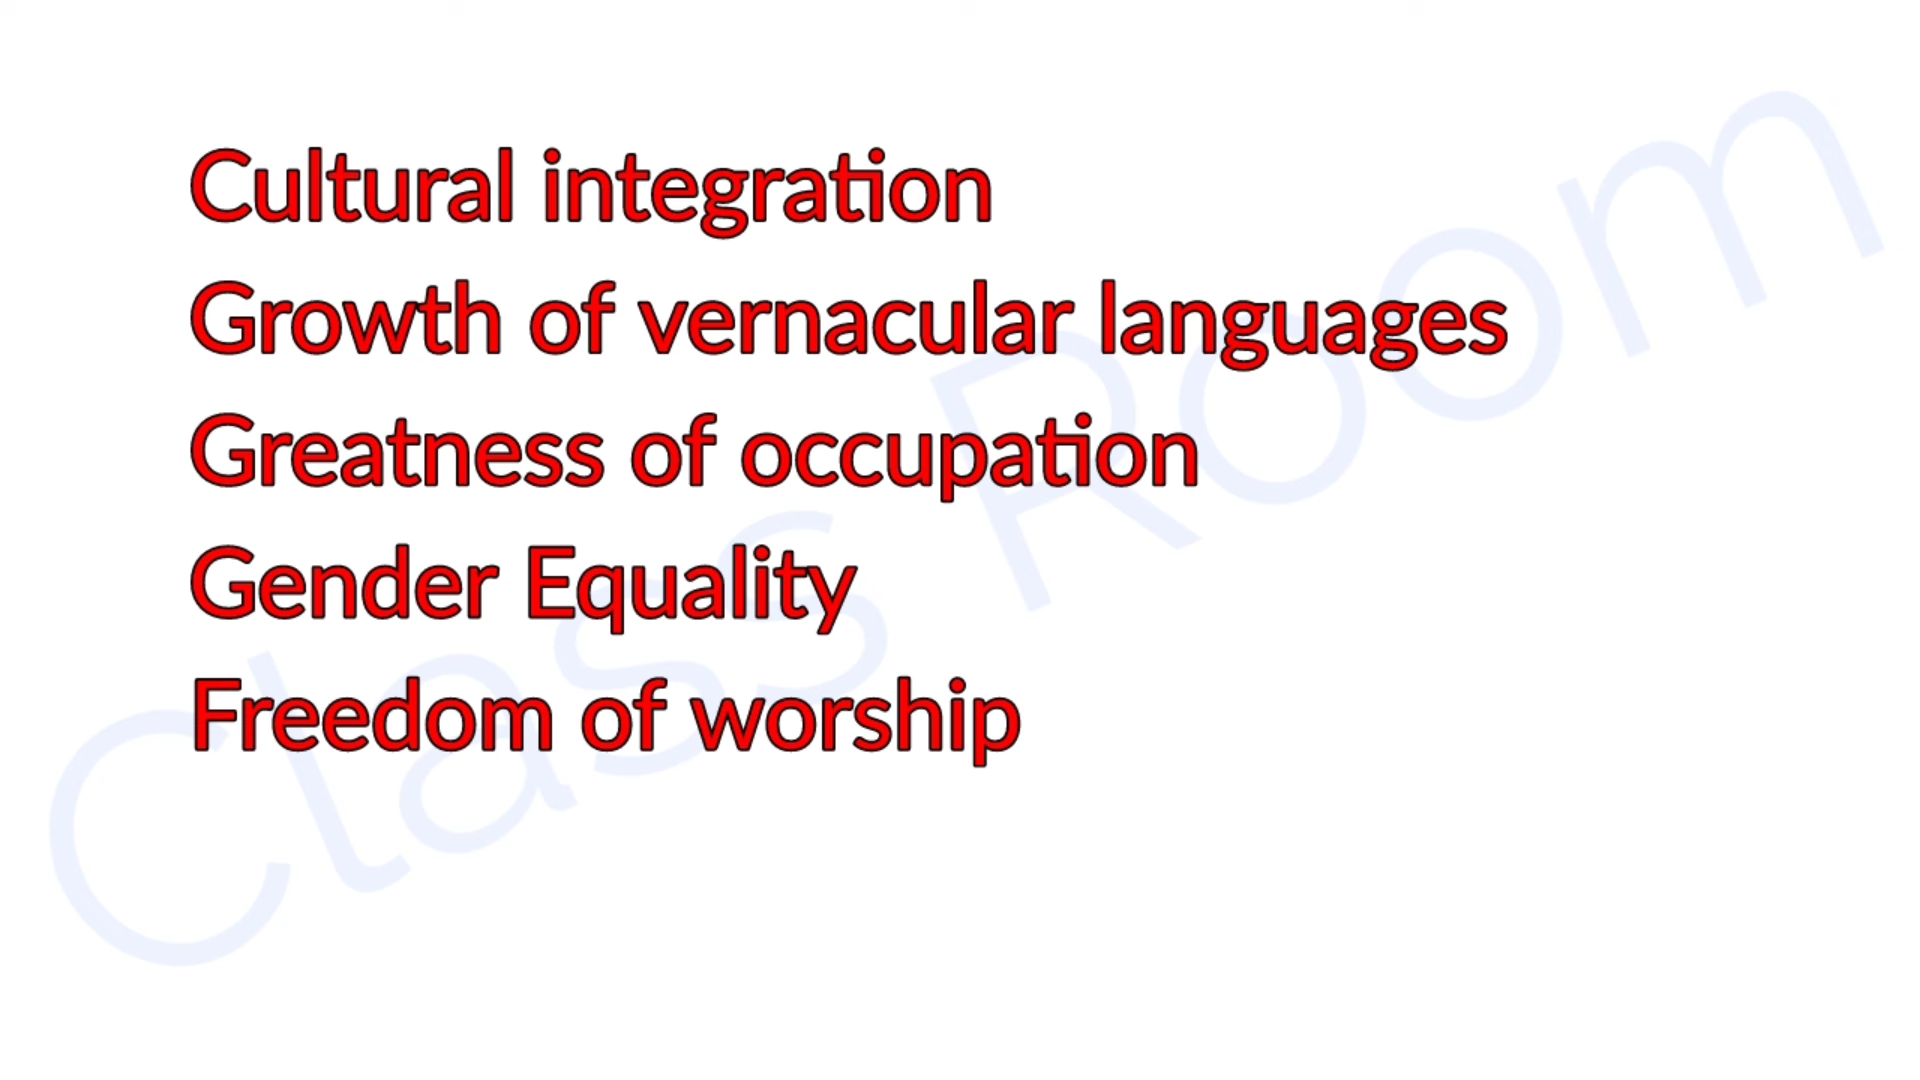 Cultural integration
Growth of vernacular languages
Greatness of occupation
Gender Equality
Freedom of worship
Class Room